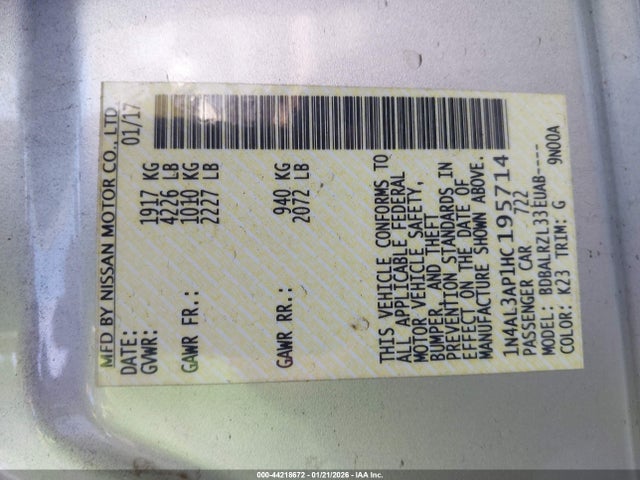 MFD BY NISSAN MOTOR CO., LTD.
DATE: 01/17
GVWR: 1917 KG
4226 LB
GAWR FR.: 1010 KG
2227 LB
GAWR RR.: 940 KG
2072 LB
THIS VEHICLE CONFORMS TO
ALL APPLICABLE FEDERAL
MOTOR VEHICLE SAFETY,
BUMPER, AND THEFT
PREVENTION STANDARDS IN
EFFECT ON THE DATE OF
MANUFACTURE SHOWN ABOVE.
1N4AL3AP1HC195714
PASSENGER CAR 722
MODEL: BDBALRZL33EUAB----
COLOR: K23 TRIM: G 9N00A
000-44218672 - 01/21/2026 - IAA Inc.